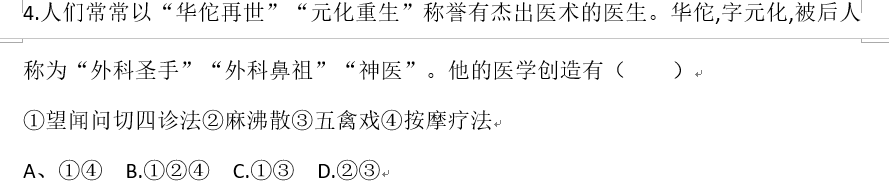 4.人们常常以“华佗再世”“元化重生”称誉有杰出医术的医生。华佗,字元化,被后人
称为“外科圣手”“外科鼻祖”“神医”。他的医学创造有（　　）
①望闻问切四诊法②麻沸散③五禽戏④按摩疗法
A、①④　B.①②④　C.①③　D.②③